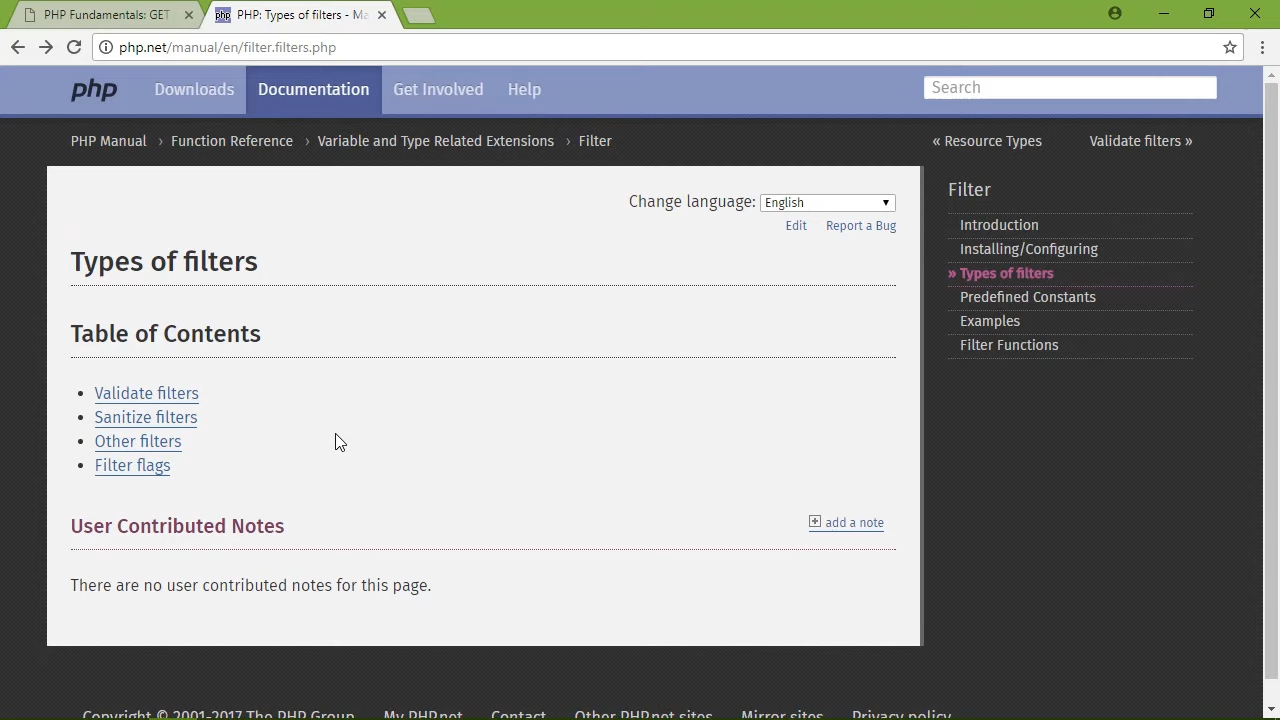 PHP Fundamentals: GET
php PHP: Types of filters - Ma
php.net/manual/en/filter.filters.php
php Downloads Documentation Get Involved Help Search
PHP Manual › Function Reference › Variable and Type Related Extensions › Filter « Resource Types Validate filters »
Change language: English
Edit Report a Bug
Types of filters
Table of Contents
• Validate filters
• Sanitize filters
• Other filters
• Filter flags
User Contributed Notes
add a note
There are no user contributed notes for this page.
Filter
Introduction
Installing/Configuring
» Types of filters
Predefined Constants
Examples
Filter Functions
Copyright © 2001-2017 The PHP Group My PHP.net Contact Other PHP.net sites Mirror sites Privacy policy